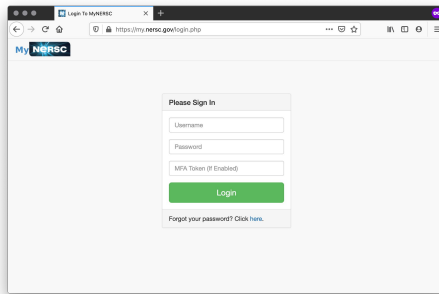 Login To MyNERSC
https://my.nersc.gov/login.php
My NERSC
Please Sign In
Username
Password
MFA Token (If Enabled)
Login
Forgot your password? Click here.